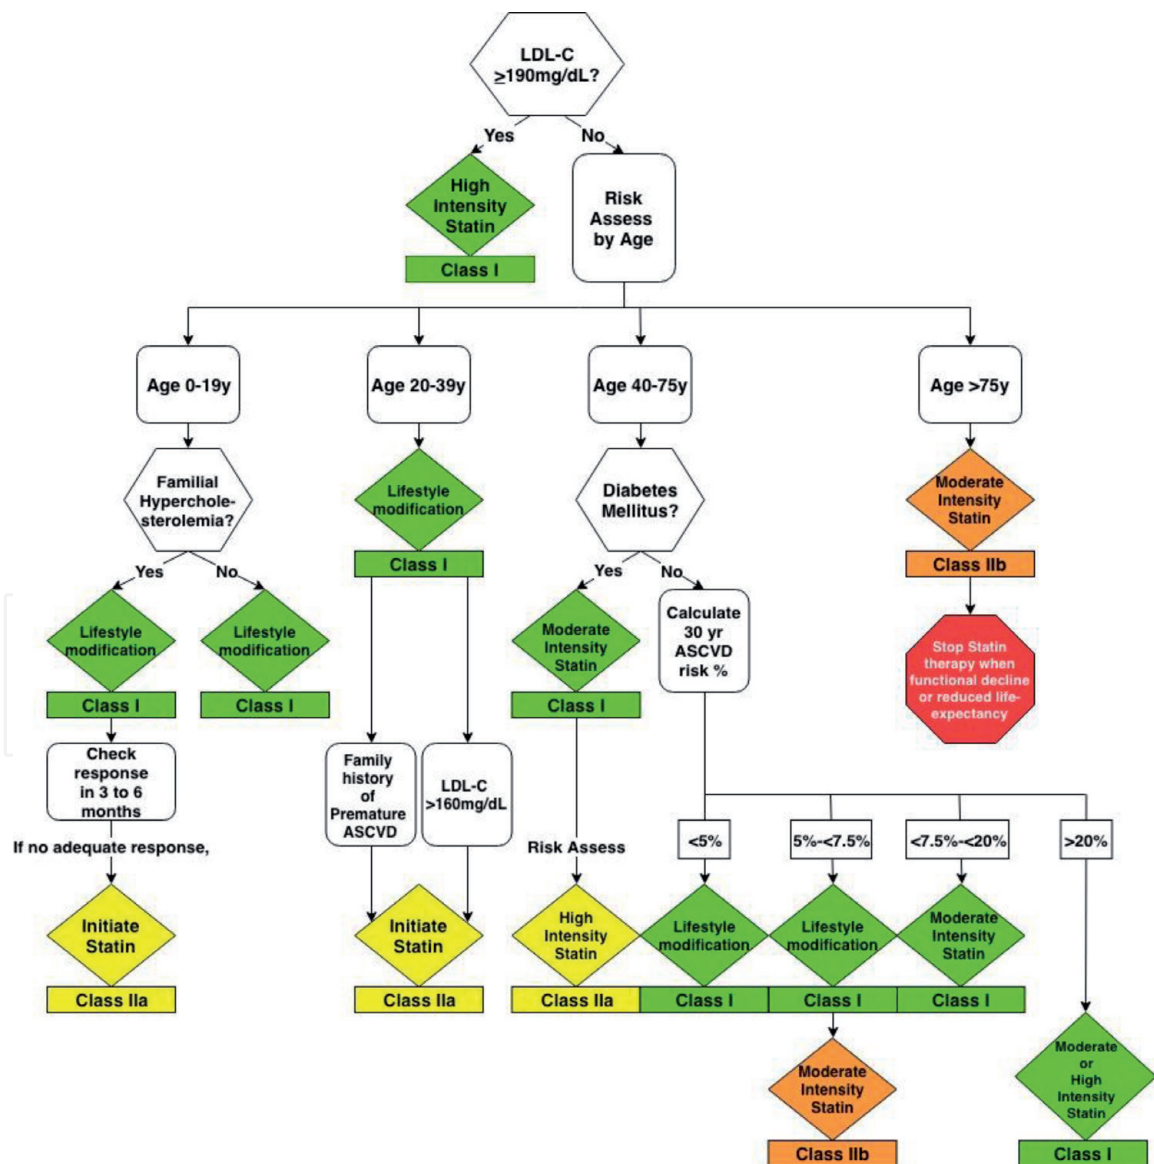 LDL-C
≥190mg/dL?
Yes
No
High
Intensity
Statin
Class I
Risk
Assess
by Age
Age 0-19y
Age 20-39y
Age 40-75y
Age >75y
Familial
Hyperchole-
sterolemia?
Yes
No
Lifestyle
modification
Class I
Lifestyle
modification
Class I
Check
response
in 3 to 6
months
If no adequate response,
Initiate
Statin
Class IIa
Lifestyle
modification
Class I
Family
history
of
Premature
ASCVD
LDL-C
>160mg/dL
Initiate
Statin
Class IIa
Diabetes
Mellitus?
Yes
No
Moderate
Intensity
Statin
Class I
Risk Assess
High
Intensity
Statin
Class IIa
Calculate
30 yr
ASCVD
risk %
<5%
5%-<7.5%
<7.5%-<20%
>20%
Lifestyle
modification
Class I
Lifestyle
modification
Class I
Moderate
Intensity
Statin
Class IIb
Moderate
Intensity
Statin
Class I
Moderate
or
High
Intensity
Statin
Class I
Moderate
Intensity
Statin
Class IIb
Stop Statin
therapy when
functional decline
or reduced life-
expectancy